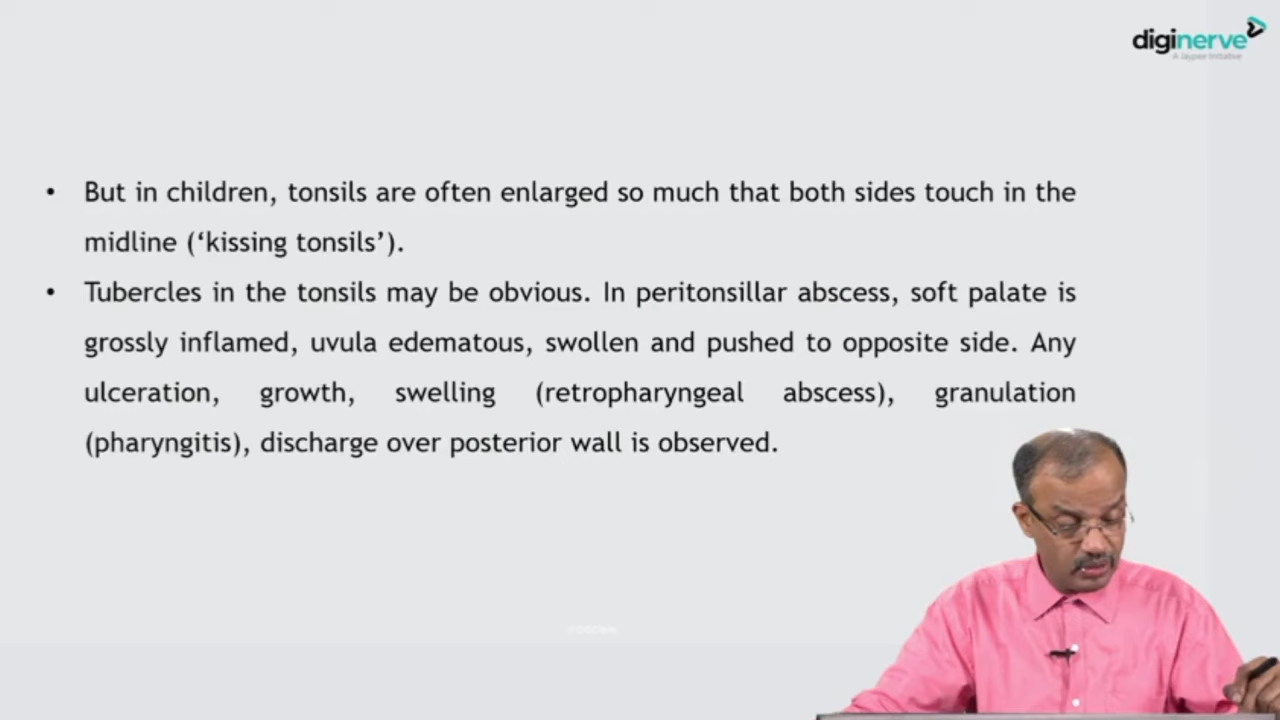 diginerve
A Jaypee Initiative
• But in children, tonsils are often enlarged so much that both sides touch in the
midline (‘kissing tonsils’).
• Tubercles in the tonsils may be obvious. In peritonsillar abscess, soft palate is
grossly inflamed, uvula edematous, swollen and pushed to opposite side. Any
ulceration, growth, swelling (retropharyngeal abscess), granulation
(pharyngitis), discharge over posterior wall is observed.